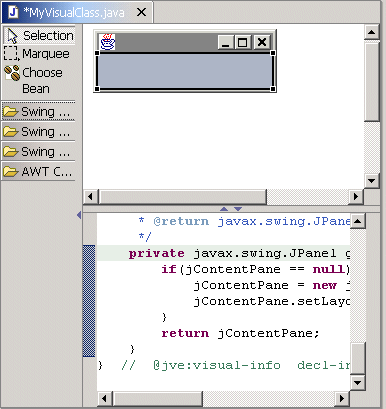 *MyVisualClass.java
Selection
Marquee
Choose
Bean
Swing ...
Swing ...
Swing ...
AWT C...
* @return javax.swing.JPane
*/
private javax.swing.JPanel g
if(jContentPane == null)
jContentPane = new j
jContentPane.setLayo
}
return jContentPane;
}
} // @jve:visual-info decl-in